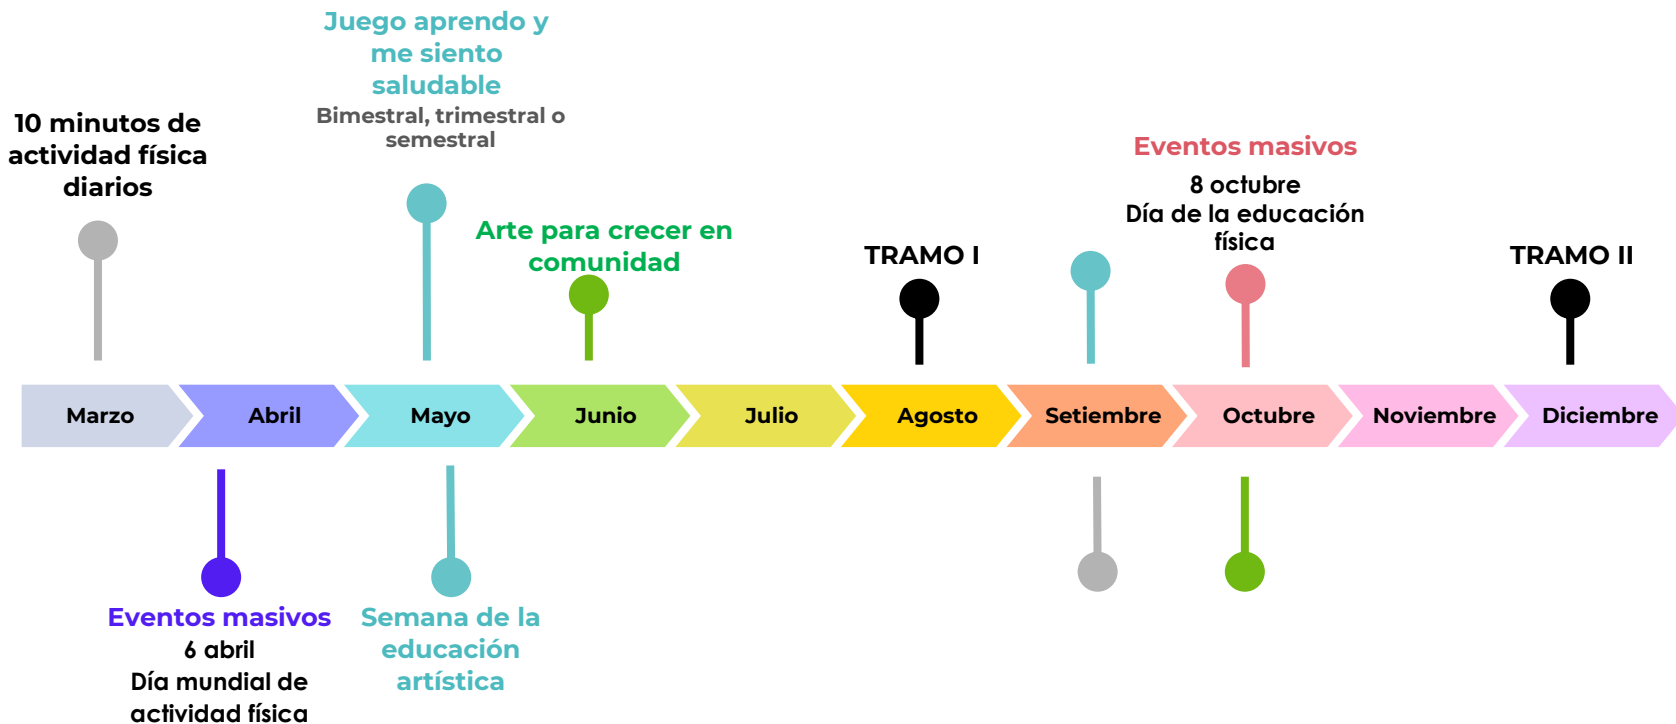 Juego aprendo y
me siento
saludable
Bimestral, trimestral o
semestral
10 minutos de
actividad física
diarios
Arte para crecer en
comunidad
TRAMO I
Eventos masivos
8 octubre
Día de la educación
física
TRAMO II
Marzo
Abril
Mayo
Junio
Julio
Agosto
Setiembre
Octubre
Noviembre
Diciembre
Eventos masivos
6 abril
Día mundial de
actividad física
Semana de la
educación
artística